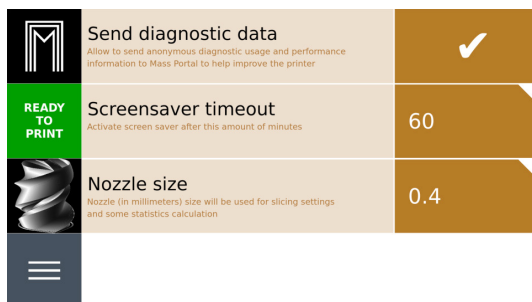 Send diagnostic data
Allow to send anonymous diagnostic usage and performance
information to Mass Portal to help improve the printer
READY
TO
PRINT
Screensaver timeout
Activate screen saver after this amount of minutes
60
Nozzle size
Nozzle (in millimeters) size will be used for slicing settings
and some statistics calculation
0.4